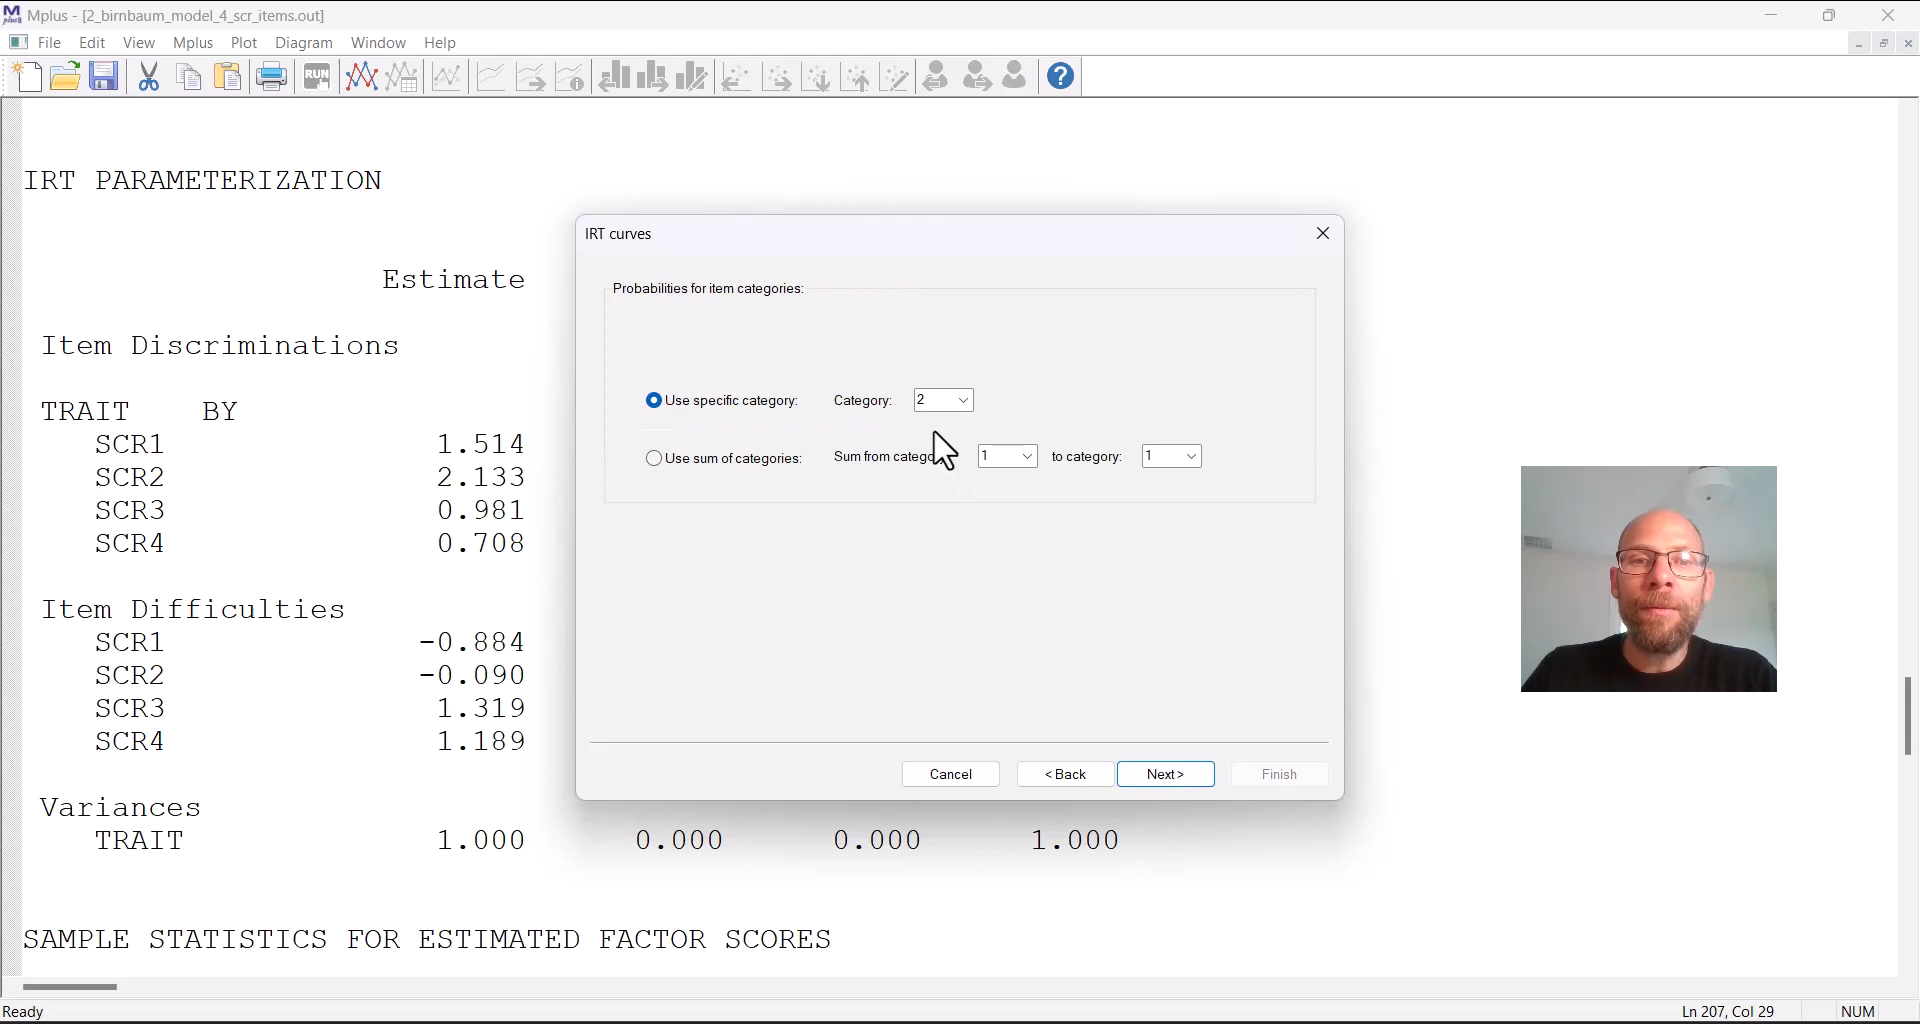 Mplus - [2_birnbaum_model_4_scr_items.out]
File Edit View Mplus Plot Diagram Window Help
RUN
IRT PARAMETERIZATION
IRT curves
Probabilities for item categories:
Estimate
Item Discriminations
Use specific category: Category: 2
TRAIT BY
SCR1 1.514
Use sum of categories: Sum from catego 1 to category: 1
SCR2 2.133
SCR3 0.981
SCR4 0.708
Item Difficulties
SCR1 -0.884
SCR2 -0.090
SCR3 1.319
SCR4 1.189
Cancel < Back Next > Finish
Variances
TRAIT 1.000 0.000 0.000 1.000
SAMPLE STATISTICS FOR ESTIMATED FACTOR SCORES
Ready Ln 207, Col 29 NUM